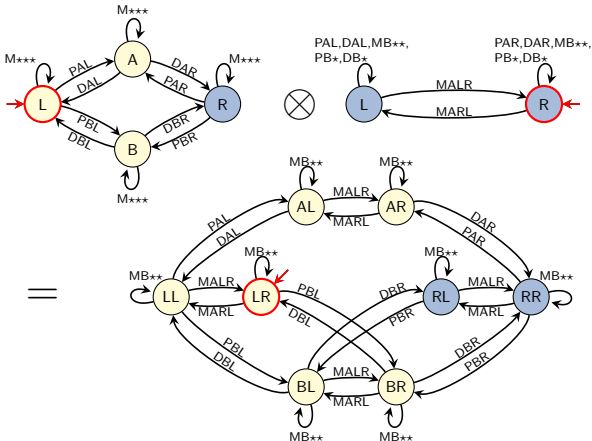 M⋆⋆⋆
M⋆⋆⋆
PAL
A
DAR
M⋆⋆⋆
DAL
PAR
L
R
PBL
DBR
DBL
B
PBR
M⋆⋆⋆
⊗
PAL,DAL,MB⋆⋆,
PB⋆,DB⋆
PAR,DAR,MB⋆⋆,
PB⋆,DB⋆
L
MALR
R
MARL
=
MB⋆⋆
MB⋆⋆
AL
MALR
AR
MARL
PAL
DAR
DAL
PAR
MB⋆⋆
MB⋆⋆
MB⋆⋆
MB⋆⋆
LL
MALR
LR
PBL
DBR
RL
MALR
RR
MARL
DBL
PBR
MARL
PBL
DBR
DBL
PBR
BL
MALR
BR
MARL
MB⋆⋆
MB⋆⋆